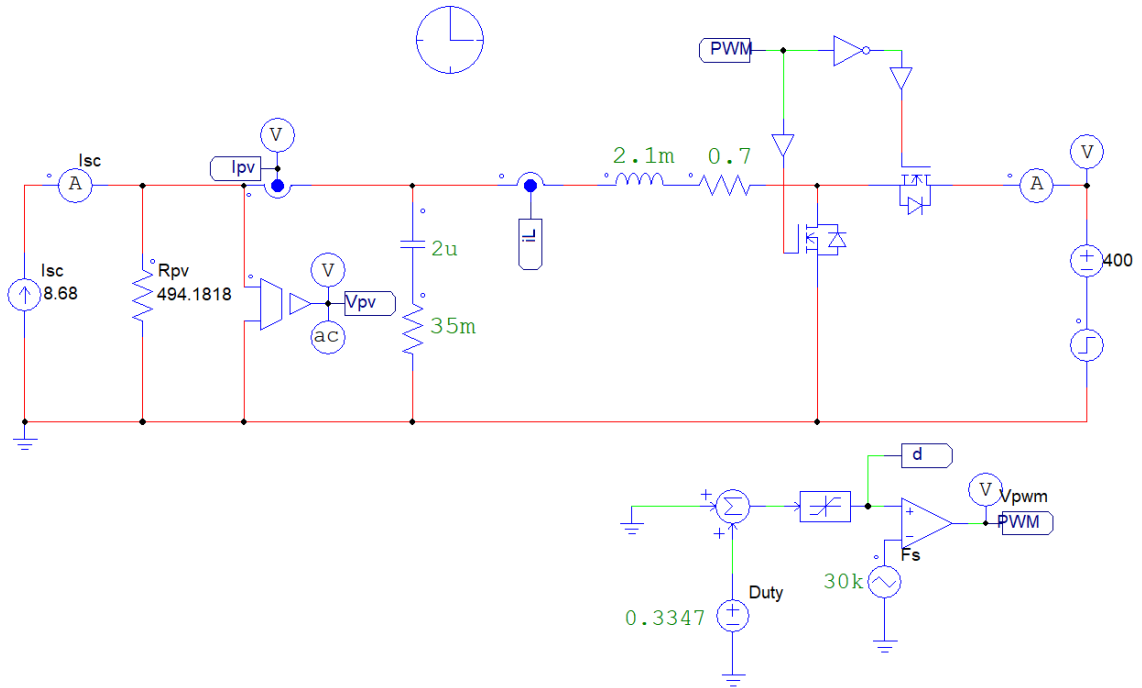 PWM
V
Isc
Ipv
2.1m
0.7
V
A
A
iL
2u
V
400
Isc
8.68
Rpv
494.1818
Vpv
ac
35m
d
+
Σ
V
Vpwm
+
PWM
+
−
Fs
30k
Duty
0.3347